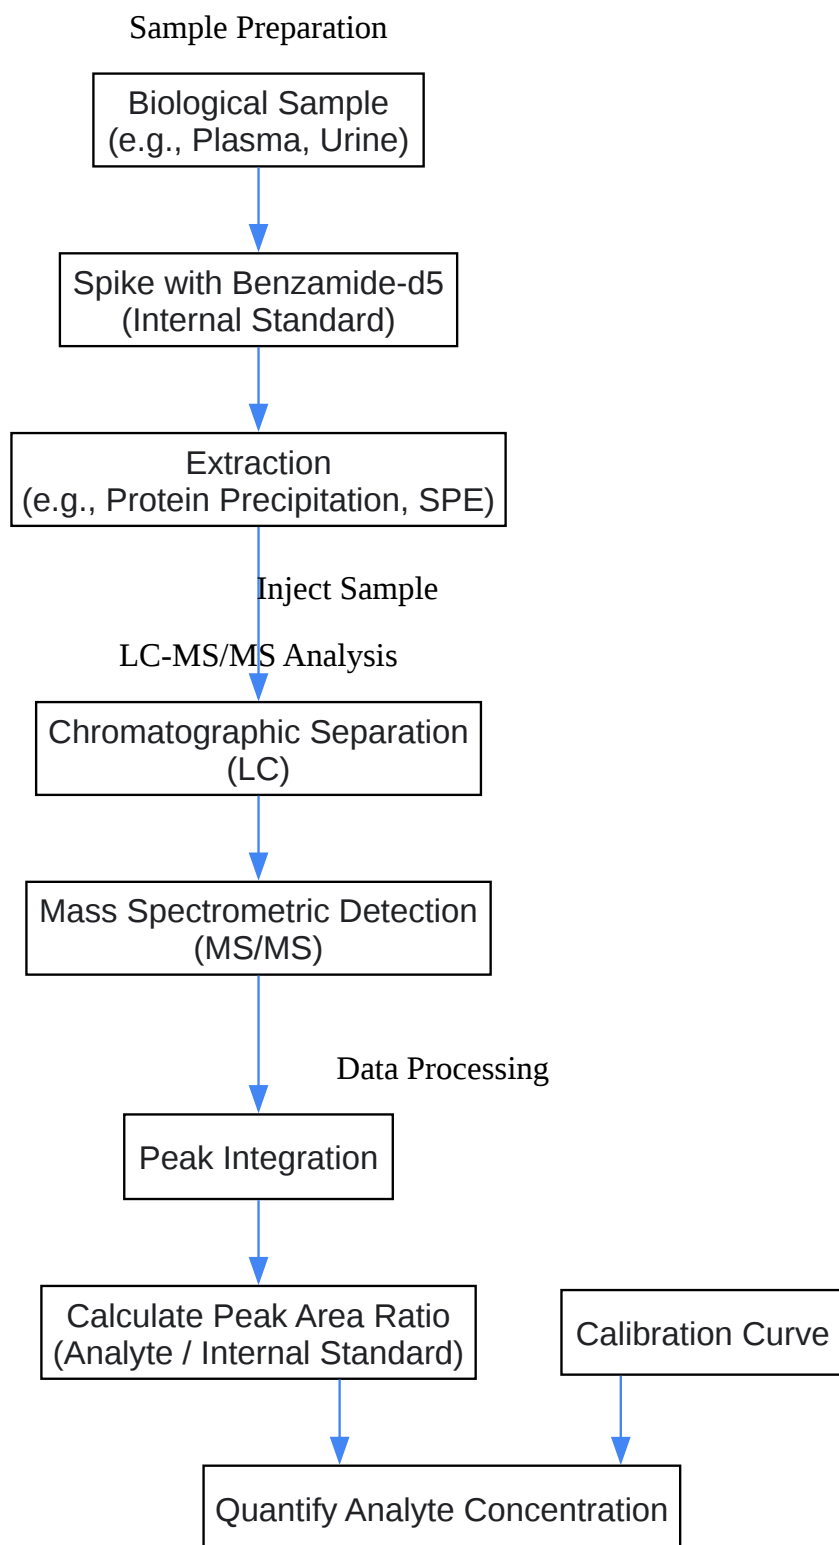 Sample Preparation
Biological Sample
(e.g., Plasma, Urine)
Spike with Benzamide-d5
(Internal Standard)
Extraction
(e.g., Protein Precipitation, SPE)
Inject Sample
LC-MS/MS Analysis
Chromatographic Separation
(LC)
Mass Spectrometric Detection
(MS/MS)
Data Processing
Peak Integration
Calculate Peak Area Ratio
(Analyte / Internal Standard)
Calibration Curve
Quantify Analyte Concentration